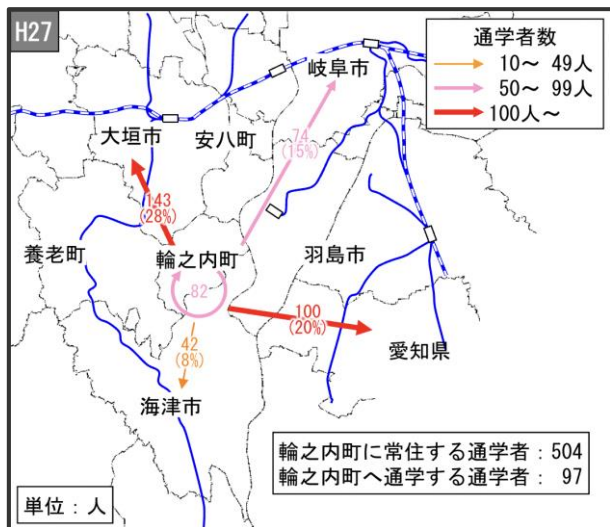 H27
通学者数
10～ 49人
50～ 99人
100人～
岐阜市
大垣市
安八町
74
(15%)
143
(28%)
養老町
輪之内町
羽島市
82
100
(20%)
愛知県
42
(8%)
海津市
輪之内町に常住する通学者：504
輪之内町へ通学する通学者： 97
単位：人